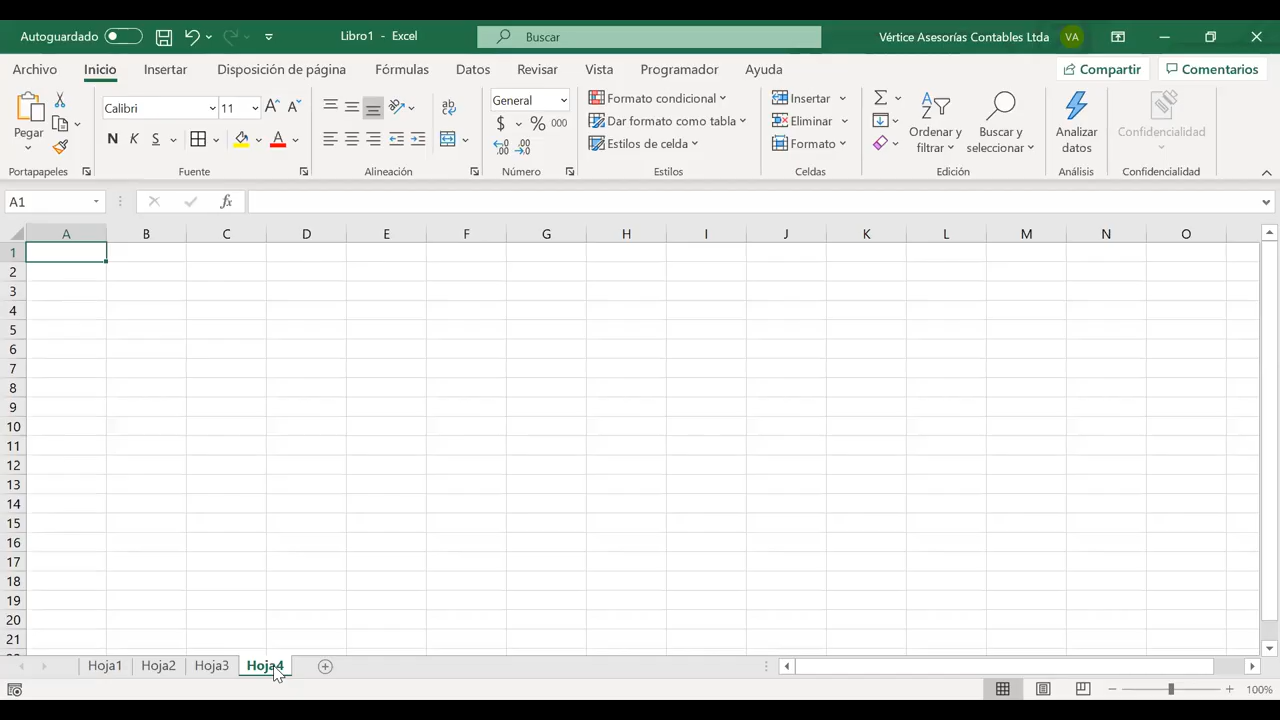 Autoguardado Libro1 - Excel Buscar Vértice Asesorías Contables Ltda VA
Archivo Inicio Insertar Disposición de página Fórmulas Datos Revisar Vista Programador Ayuda Compartir Comentarios
Pegar
Calibri 11
N K S
General
$ % 000
Formato condicional
Dar formato como tabla
Estilos de celda
Insertar
Eliminar
Formato
Ordenar y filtrar
Buscar y seleccionar
Analizar datos
Confidencialidad
Portapapeles Fuente Alineación Número Estilos Celdas Edición Análisis Confidencialidad
A1 fx
A B C D E F G H I J K L M N O
1
2
3
4
5
6
7
8
9
10
11
12
13
14
15
16
17
18
19
20
21
Hoja1 Hoja2 Hoja3 Hoja4
100%